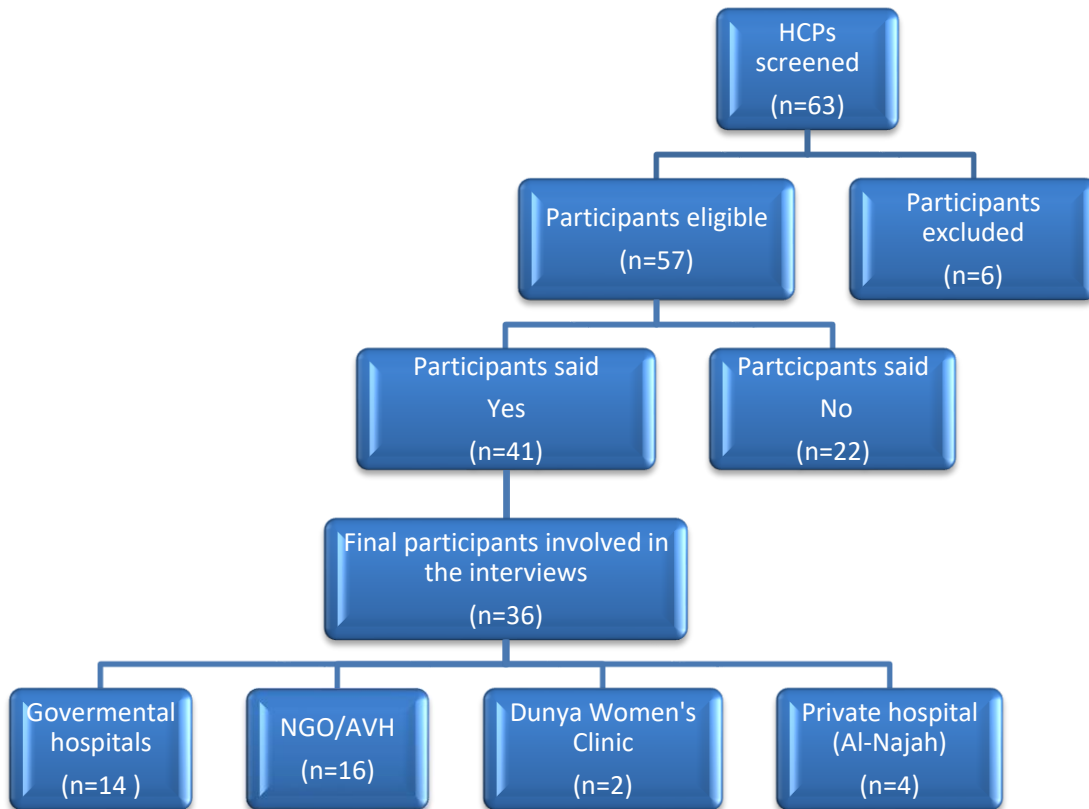 HCPs
screened
(n=63)
Participants eligible
(n=57)
Participants
excluded
(n=6)
Participants said
Yes
(n=41)
Partcicpants said
No
(n=22)
Final participants involved in
the interviews
(n=36)
Govermental
hospitals
(n=14 )
NGO/AVH
(n=16)
Dunya Women's
Clinic
(n=2)
Private hospital
(Al-Najah)
(n=4)